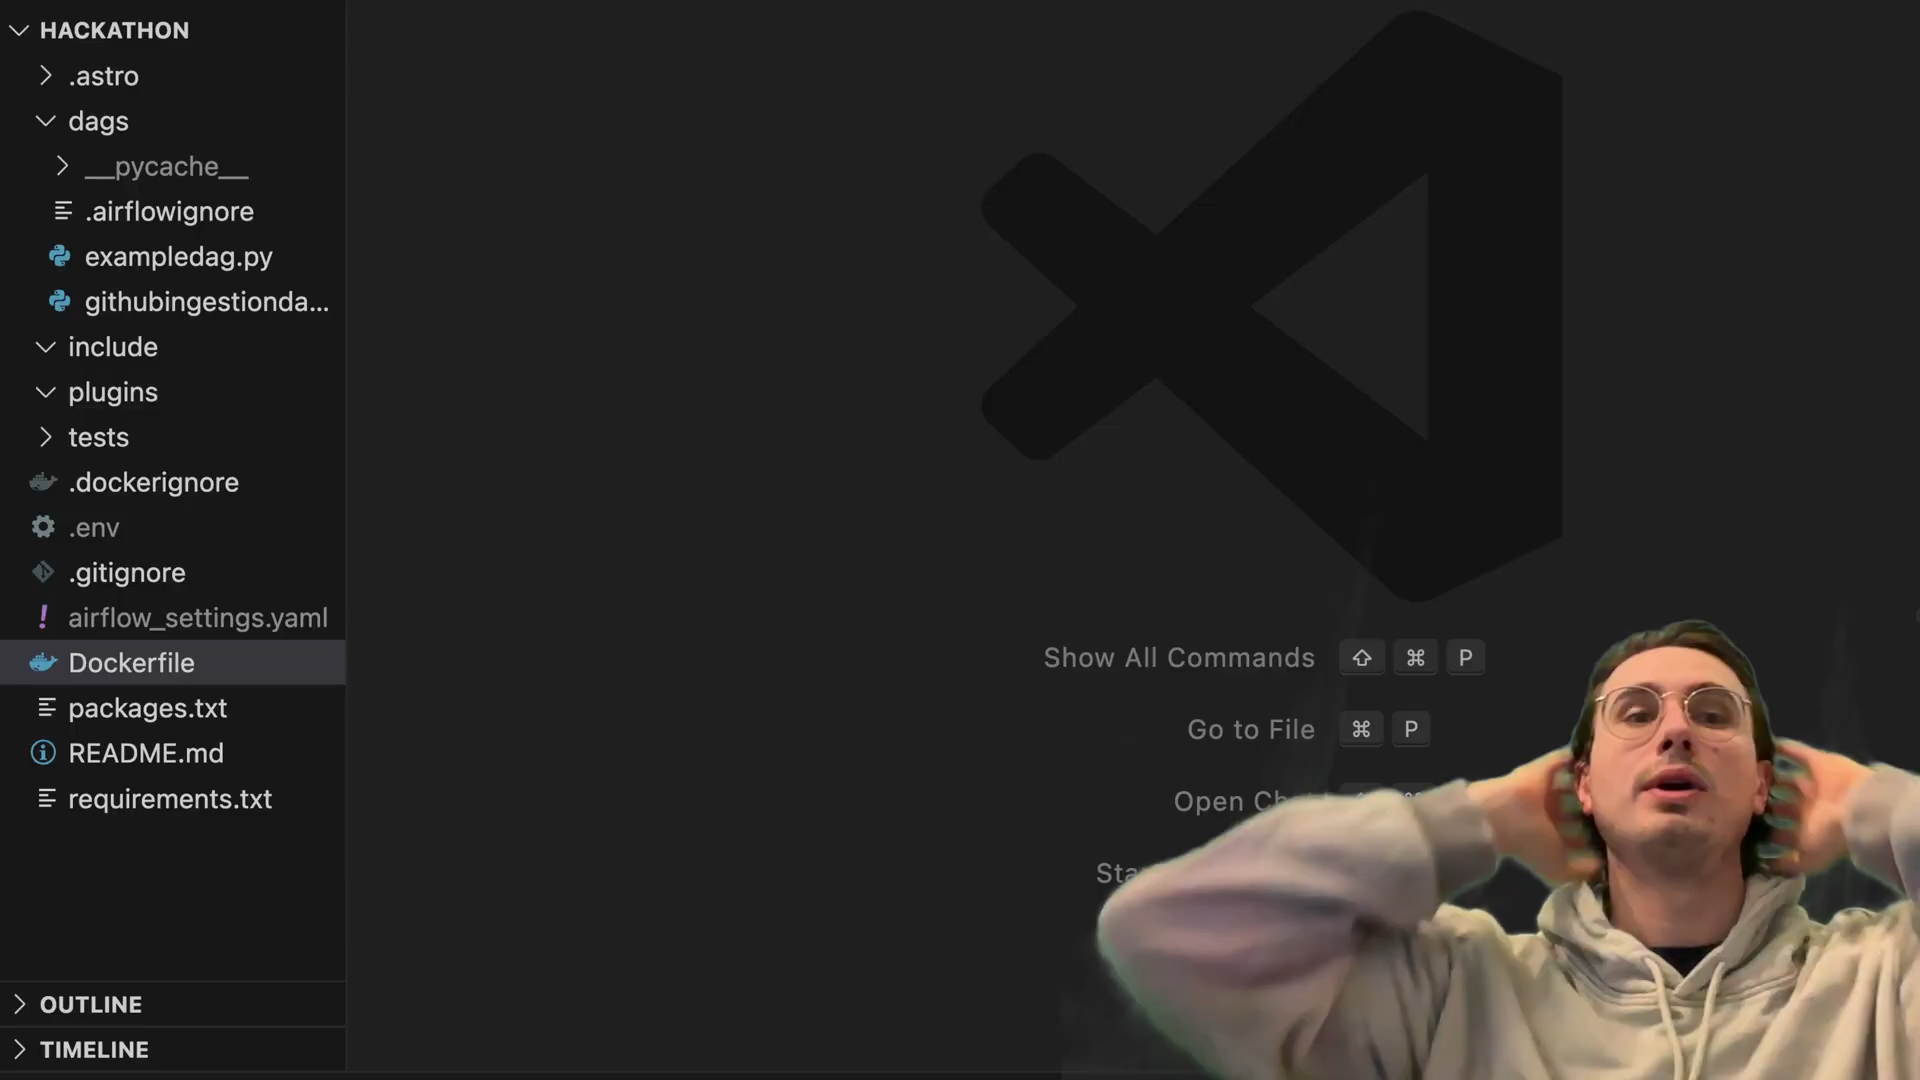 HACKATHON
.astro
dags
__pycache__
.airflowignore
exampledag.py
githubingestionda...
include
plugins
tests
.dockerignore
.env
.gitignore
airflow_settings.yaml
Dockerfile
packages.txt
README.md
requirements.txt
OUTLINE
TIMELINE
Show All Commands ⇧ ⌘ P
Go to File ⌘ P
Open